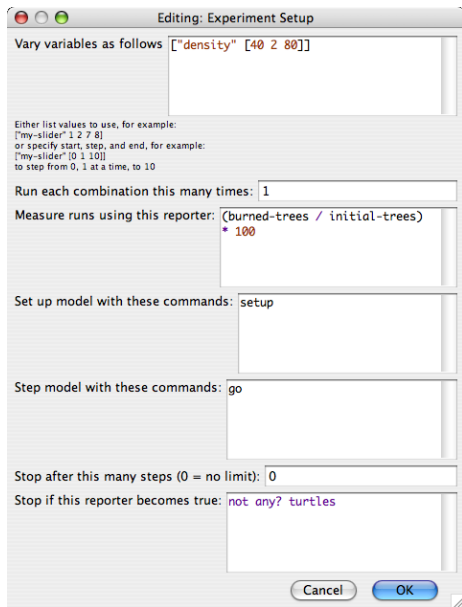 Editing: Experiment Setup
Vary variables as follows ["density" [40 2 80]]
Either list values to use, for example:
["my-slider" 1 2 7 8]
or specify start, step, and end, for example:
["my-slider" [0 1 10]]
to step from 0, 1 at a time, to 10
Run each combination this many times: 1
Measure runs using this reporter: (burned-trees / initial-trees)
* 100
Set up model with these commands: setup
Step model with these commands: go
Stop after this many steps (0 = no limit): 0
Stop if this reporter becomes true: not any? turtles
Cancel OK